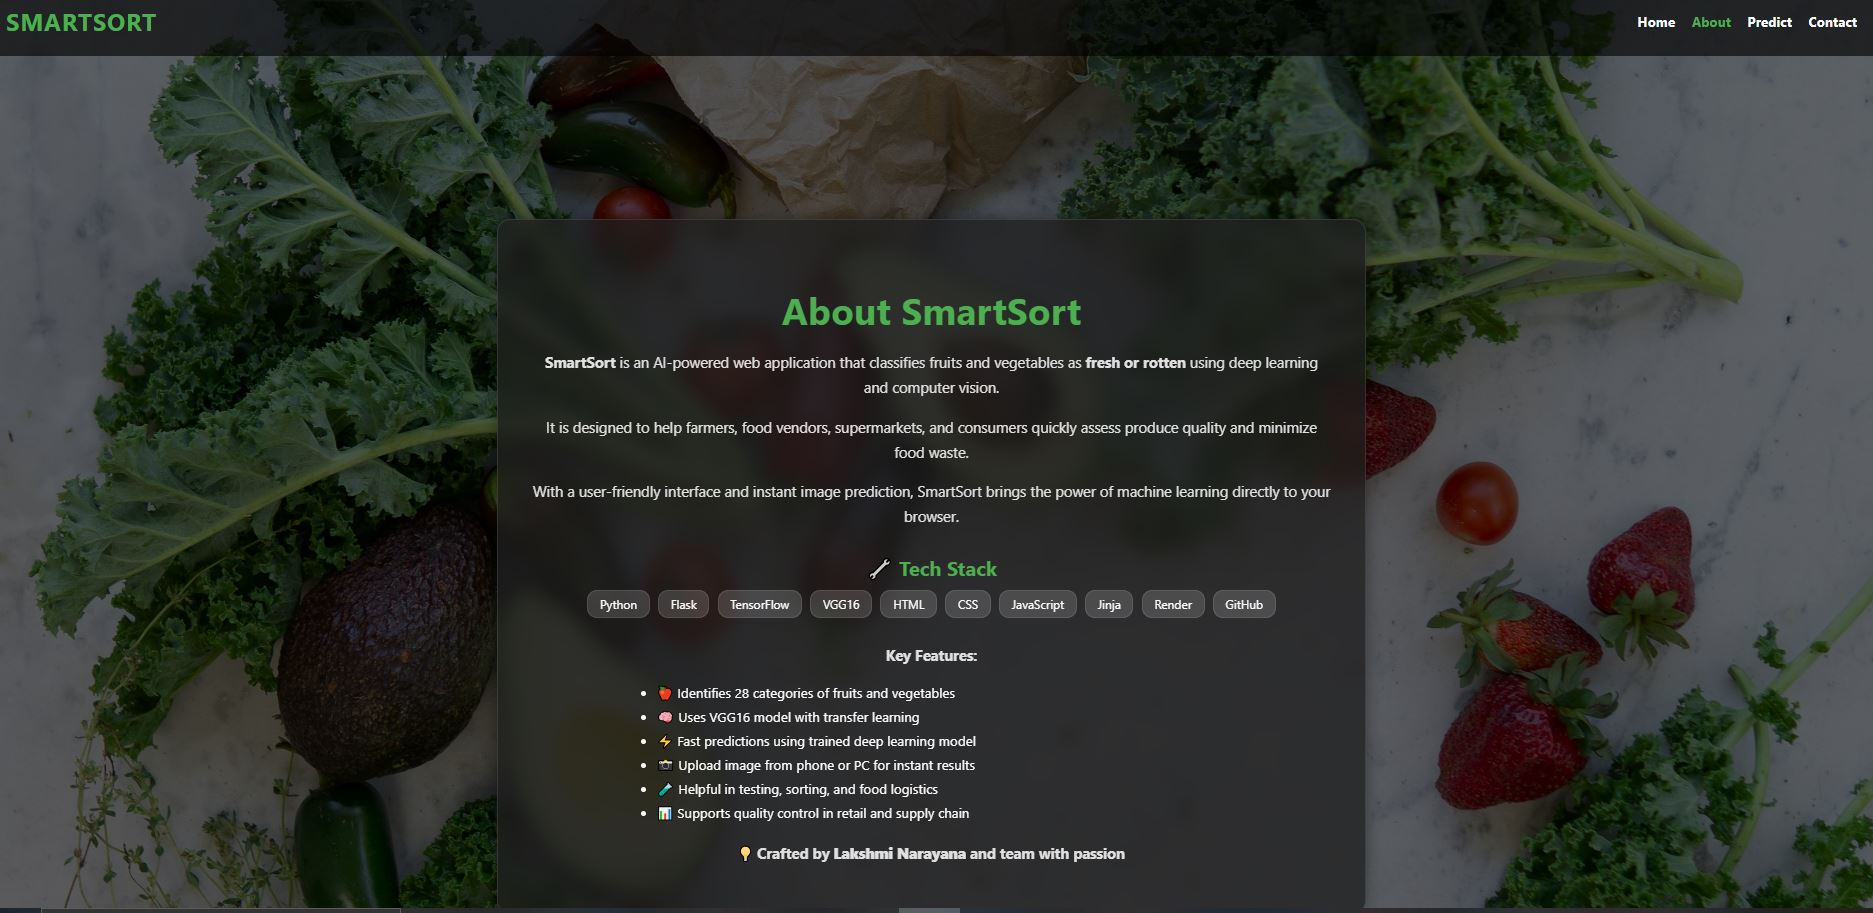 SMARTSORT
Home About Predict Contact
About SmartSort
SmartSort is an AI-powered web application that classifies fruits and vegetables as fresh or rotten using deep learning
and computer vision.
It is designed to help farmers, food vendors, supermarkets, and consumers quickly assess produce quality and minimize
food waste.
With a user-friendly interface and instant image prediction, SmartSort brings the power of machine learning directly to your
browser.
🔧 Tech Stack
Python Flask TensorFlow VGG16 HTML CSS JavaScript Jinja Render GitHub
Key Features:
• 🍎 Identifies 28 categories of fruits and vegetables
• 🧠 Uses VGG16 model with transfer learning
• ⚡ Fast predictions using trained deep learning model
• 📸 Upload image from phone or PC for instant results
• 🧪 Helpful in testing, sorting, and food logistics
• 📊 Supports quality control in retail and supply chain
💡 Crafted by Lakshmi Narayana and team with passion